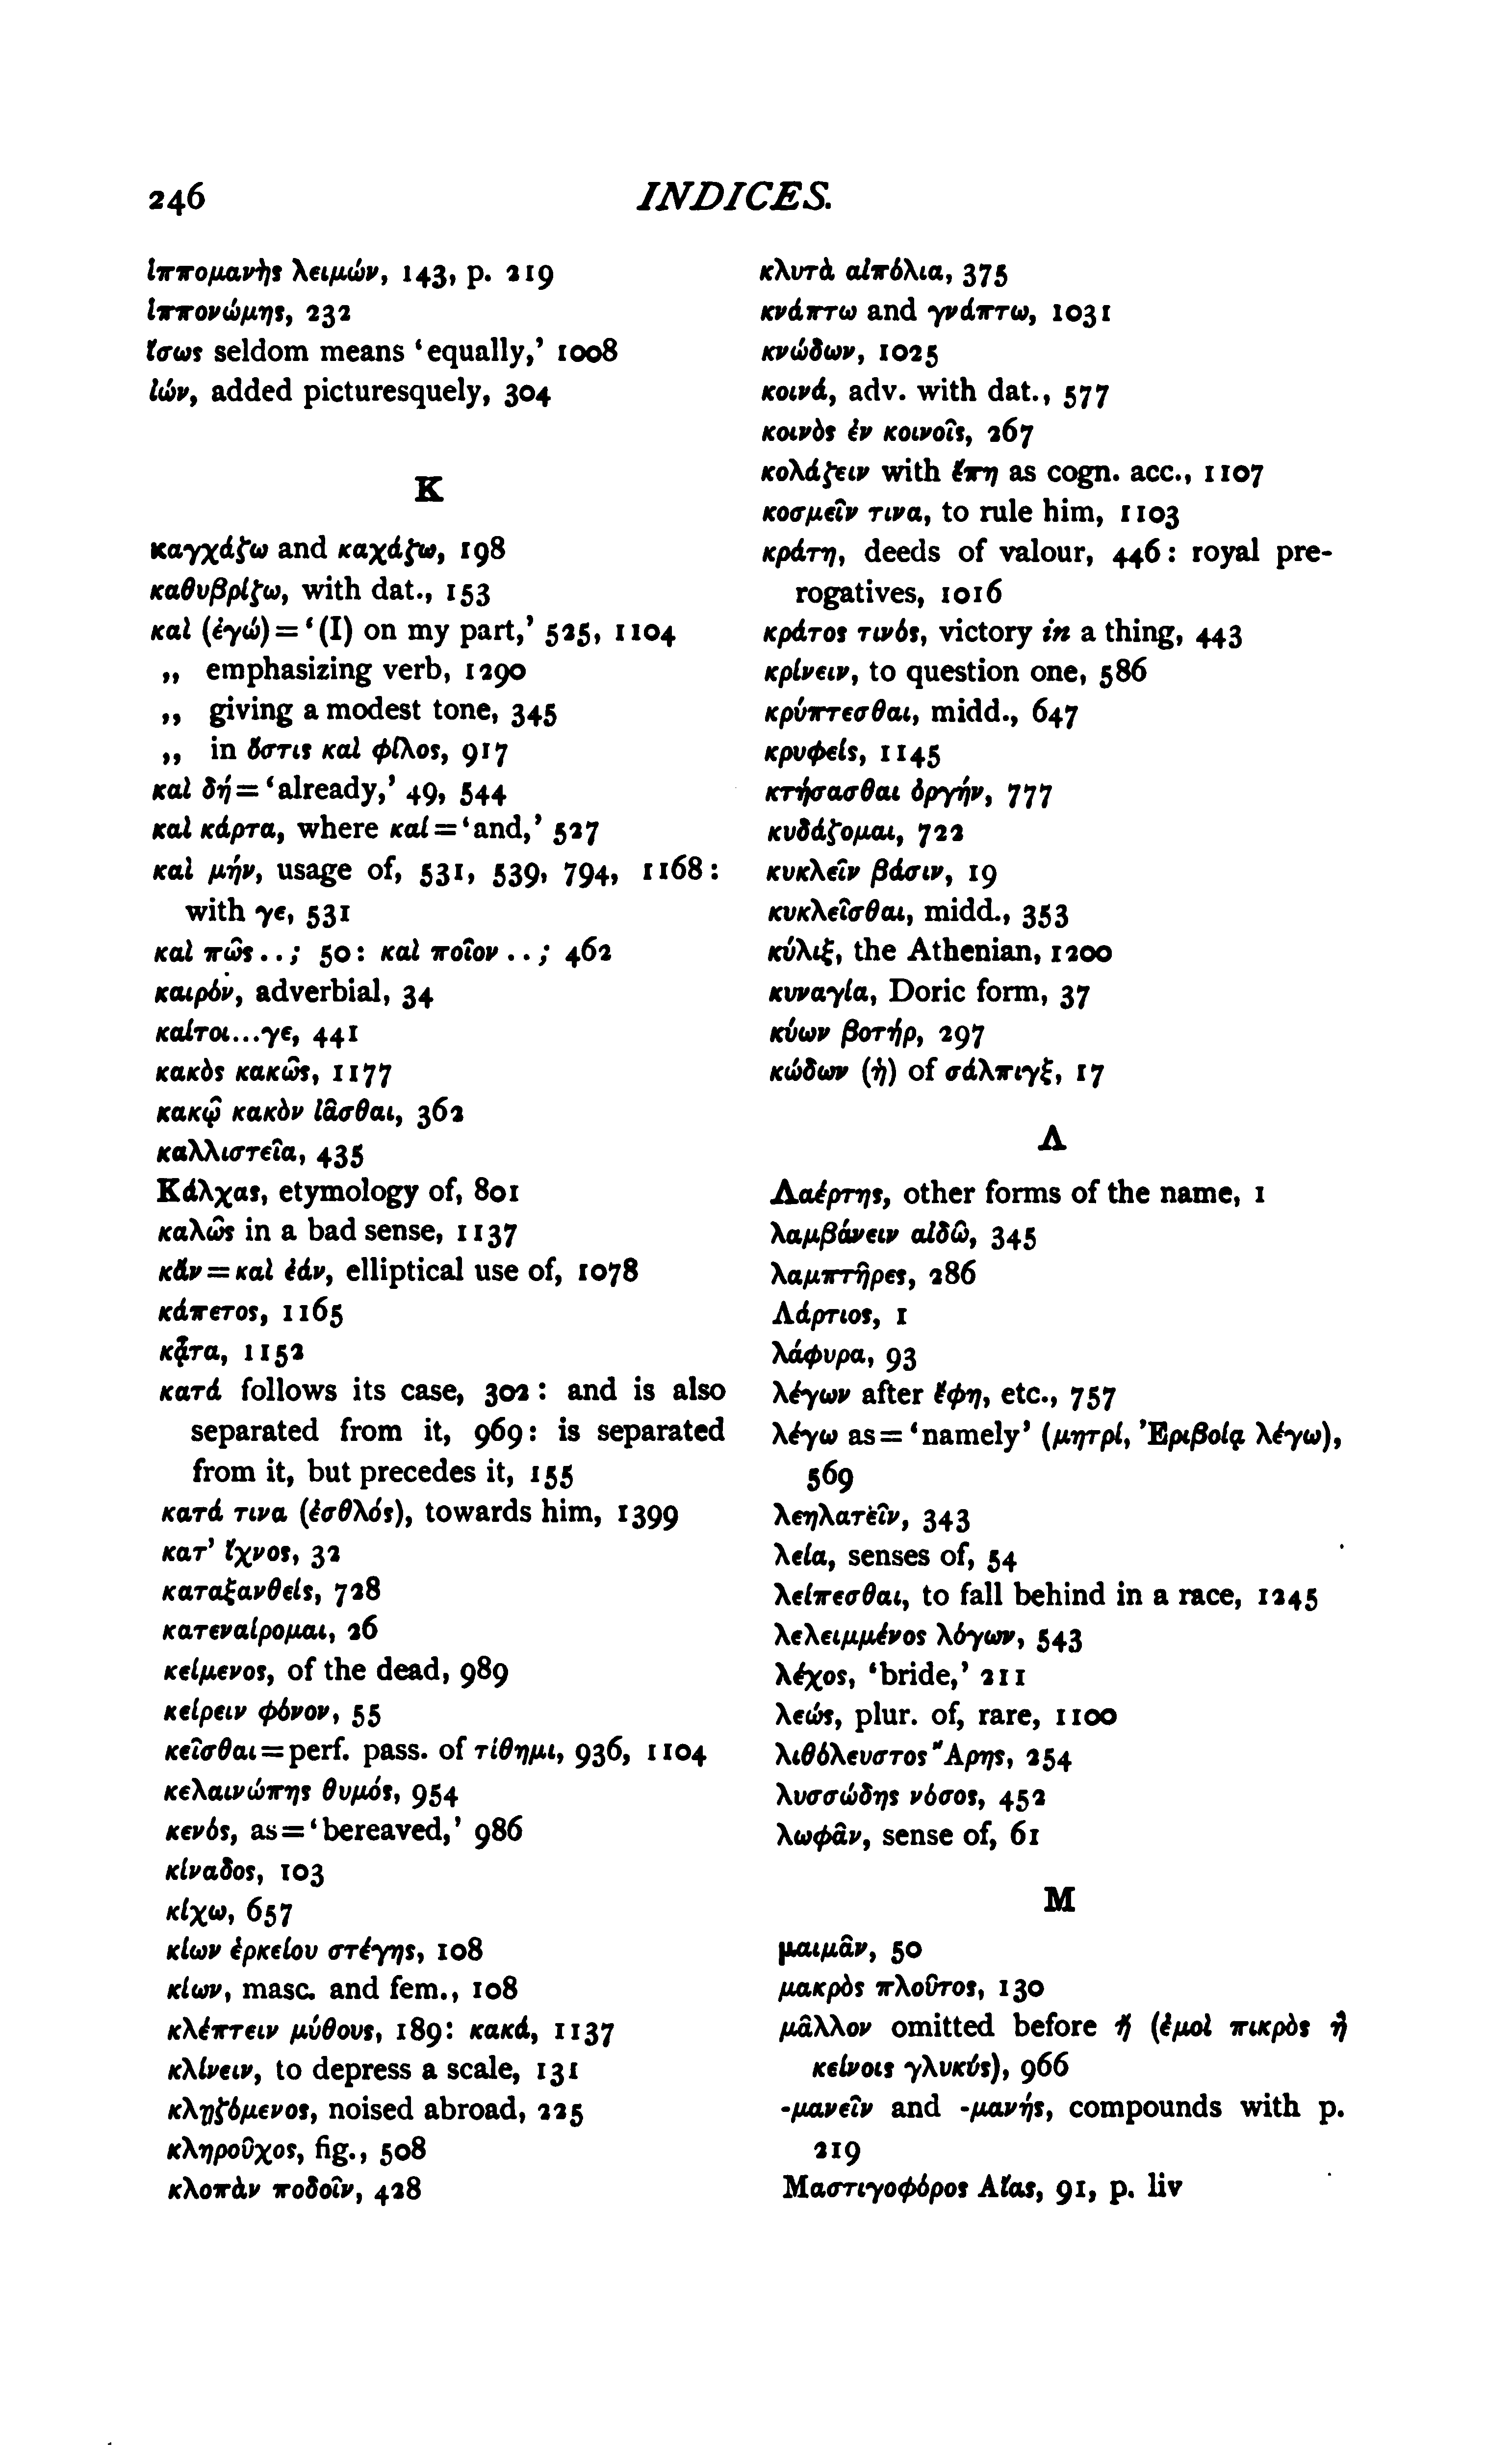 246
INDICES.
ἱππομανὴς λειμών, 143, p. 219
ἱππονώμης, 232
ἴσως seldom means ‘equally,’ 1008
ἰών, added picturesquely, 304
K
καγχάζω and καχάζω, 198
καθυβρίζω, with dat., 153
καὶ (ἐγώ)=‘(I) on my part,’ 525, 1104
,, emphasizing verb, 1290
,, giving a modest tone, 345
,, in ὅστις καὶ φίλος, 917
καὶ δή=‘already,’ 49, 544
καὶ κάρτα, where καί=‘and,’ 527
καὶ μήν, usage of, 531, 539, 794, 1168:
with γε, 531
καὶ πῶς..; 50: καὶ ποῖον..; 462
καιρόν, adverbial, 34
καίτοι...γε, 441
κακὸς κακῶς, 1177
κακῷ κακὸν ἰᾶσθαι, 362
καλλιστεῖα, 435
Κάλχας, etymology of, 801
καλῶς in a bad sense, 1137
κἄν=καὶ ἐάν, elliptical use of, 1078
κάπετος, 1165
κᾆτα, 1152
κατά follows its case, 302: and is also
separated from it, 969: is separated
from it, but precedes it, 155
κατά τινα (ἐσθλός), towards him, 1399
κατ’ ἴχνος, 32
καταξανθείς, 728
κατεναίρομαι, 26
κείμενος, of the dead, 989
κείρειν φόνον, 55
κεῖσθαι=perf. pass. of τίθημι, 936, 1104
κελαινώπης θυμός, 954
κενός, as=‘bereaved,’ 986
κίναδος, 103
κίχω, 657
κίων ἑρκείου στέγης, 108
κίων, masc. and fem., 108
κλέπτειν μύθους, 189: κακά, 1137
κλίνειν, to depress a scale, 131
κλῃζόμενος, noised abroad, 225
κληροῦχος, fig., 508
κλοπὰν ποδοῖν, 428
κλυτὰ αἰπόλια, 375
κνάπτω and γνάπτω, 1031
κνώδων, 1025
κοινά, adv. with dat., 577
κοινὸς ἐν κοινοῖς, 267
κολάζειν with ἔπη as cogn. acc., 1107
κοσμεῖν τινα, to rule him, 1103
κράτη, deeds of valour, 446: royal pre-
rogatives, 1016
κράτος τινός, victory in a thing, 443
κρίνειν, to question one, 586
κρύπτεσθαι, midd., 647
κρυφείς, 1145
κτήσασθαι ὀργήν, 777
κυδάζομαι, 722
κυκλεῖν βάσιν, 19
κυκλεῖσθαι, midd., 353
κύλιξ, the Athenian, 1200
κυναγία, Doric form, 37
κύων βοτήρ, 297
κώδων (ἡ) of σάλπιγξ, 17
Λ
Λαέρτης, other forms of the name, 1
λαμβάνειν αἰδῶ, 345
λαμπτῆρες, 286
Λάρτιος, 1
λάφυρα, 93
λέγων after ἔφη, etc., 757
λέγω as=‘namely’ (μητρί, Ἐριβοίᾳ λέγω),
569
λεηλατεῖν, 343
λεία, senses of, 54
λείπεσθαι, to fall behind in a race, 1245
λελειμμένος λόγων, 543
λέχος, ‘bride,’ 211
λεώς, plur. of, rare, 1100
λιθόλευστος Ἄρης, 254
λυσσώδης νόσος, 452
λωφᾶν, sense of, 61
M
μαιμᾶν, 50
μακρὸς πλοῦτος, 130
μᾶλλον omitted before ἤ (ἐμοὶ πικρὸς ἢ
κείνοις γλυκύς), 966
-μανεῖν and -μανής, compounds with p.
219
Μαστιγοφόρος Αἴας, 91, p. liv